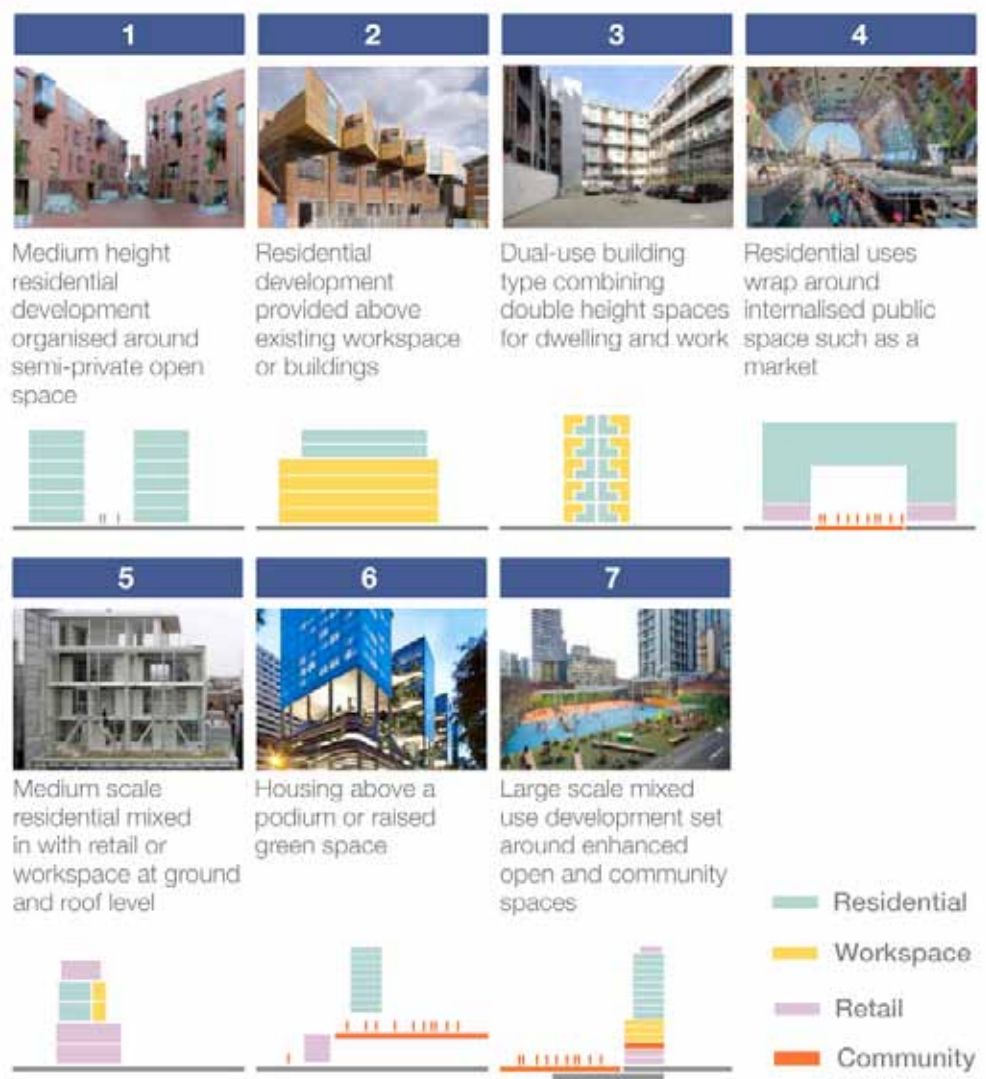 1
2
3
4
Medium height
residential
development
organised around
semi-private open
space
Residential
development
provided above
existing workspace
or buildings
Dual-use building
type combining
double height spaces
for dwelling and work
Residential uses
wrap around
internalised public
space such as a
market
5
6
7
Medium scale
residential mixed
in with retail or
workspace at ground
and roof level
Housing above a
podium or raised
green space
Large scale mixed
use development set
around enhanced
open and community
spaces
Residential
Workspace
Retail
Community